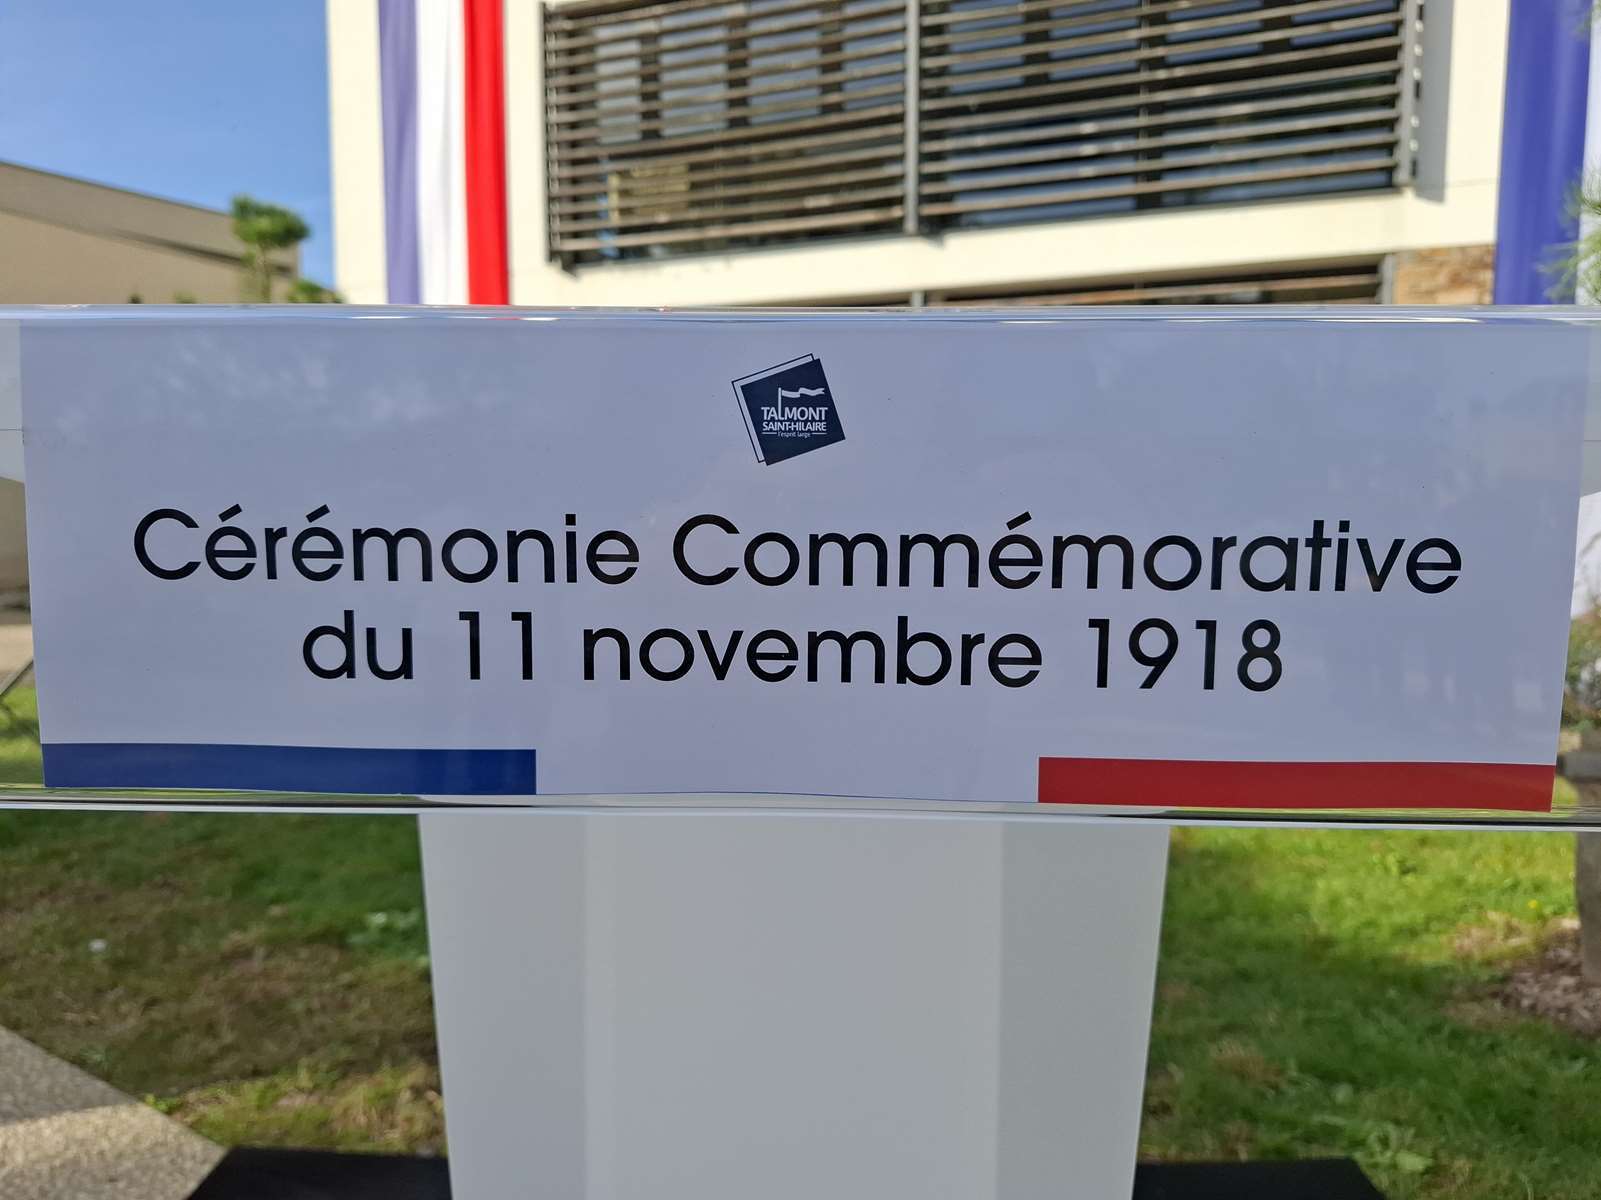 TALMONT
SAINT-HILAIRE
l'esprit large
Cérémonie Commémorative
du 11 novembre 1918